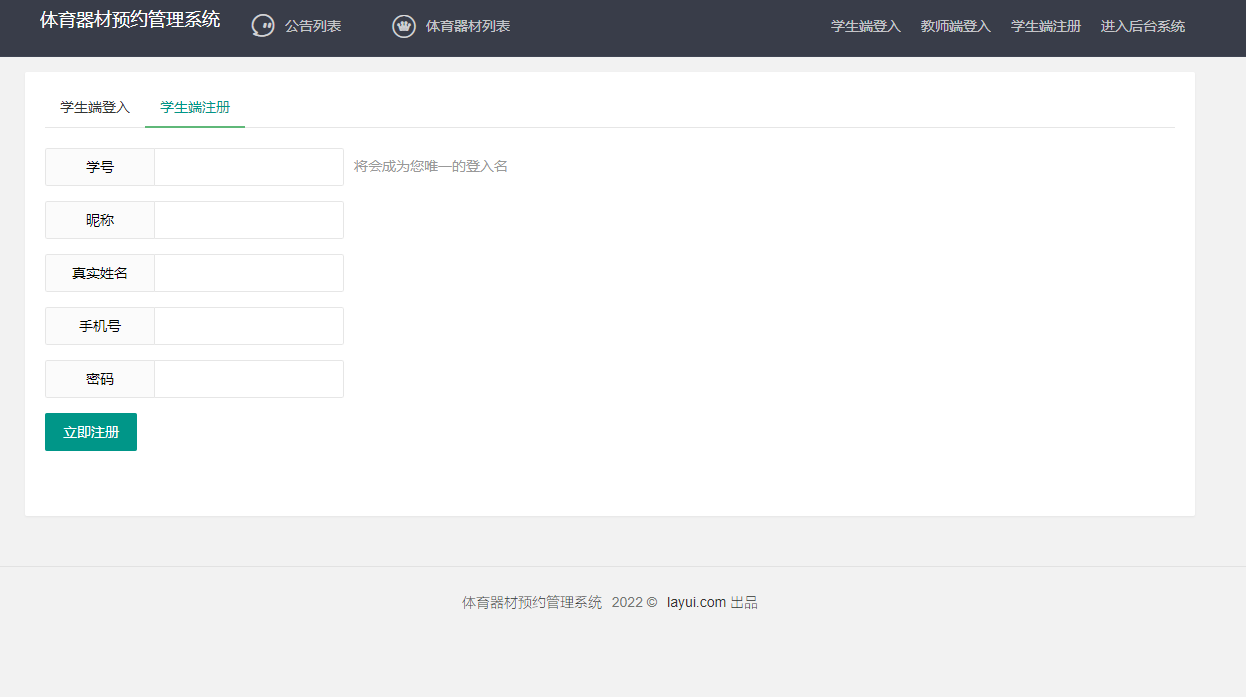 体育器材预约管理系统 公告列表 体育器材列表 学生端登入 教师端登入 学生端注册 进入后台系统
学生端登入 学生端注册
学号 将会成为您唯一的登入名
昵称
真实姓名
手机号
密码
立即注册
体育器材预约管理系统 2022 © layui.com 出品